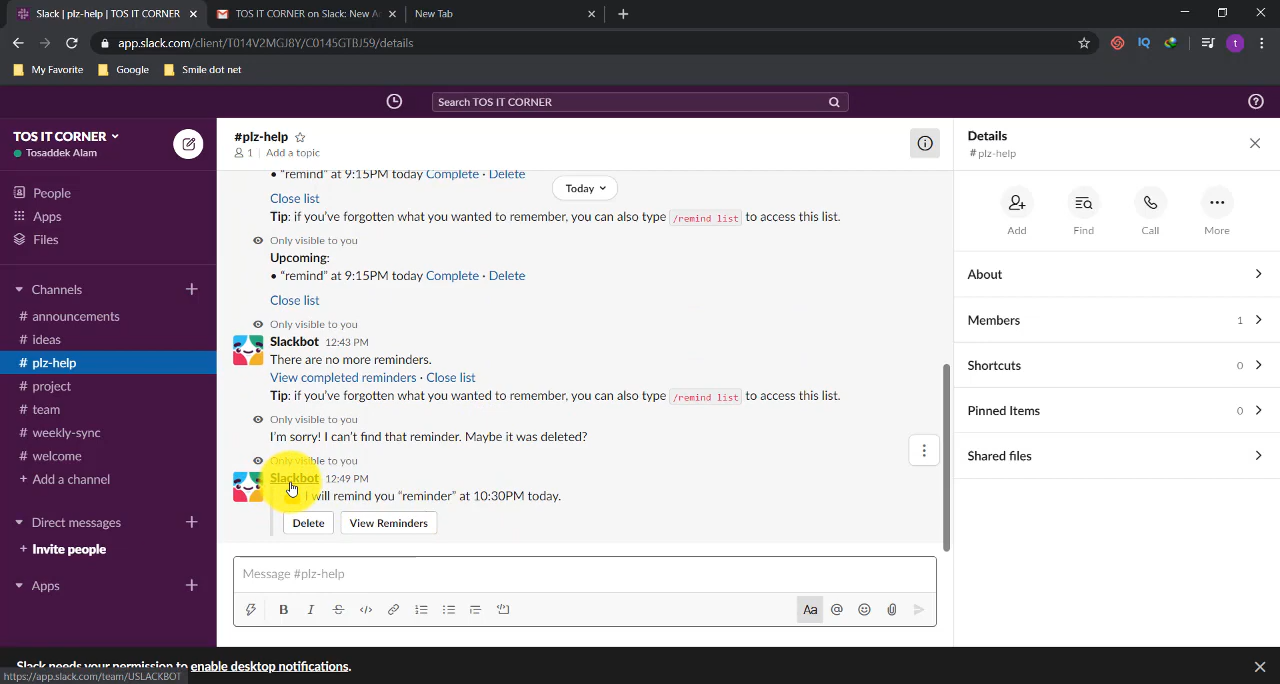 Slack | plz-help | TOS IT CORNER
TOS IT CORNER on Slack: New A
New Tab
app.slack.com/client/T014V2MGJ8Y/C0145GTBJ59/details
IQ
t
My Favorite
Google
Smile dot net
Search TOS IT CORNER
TOS IT CORNER
Tosaddek Alam
People
Apps
Files
Channels
# announcements
# ideas
# plz-help
# project
# team
# weekly-sync
# welcome
+ Add a channel
Direct messages
+ Invite people
Apps
#plz-help
1 | Add a topic
Today
• “remind” at 9:15PM today Complete · Delete
Close list
Tip: if you’ve forgotten what you wanted to remember, you can also type /remind list to access this list.
Only visible to you
Upcoming:
• “remind” at 9:15PM today Complete · Delete
Close list
Only visible to you
Slackbot 12:43 PM
There are no more reminders.
View completed reminders · Close list
Tip: if you’ve forgotten what you wanted to remember, you can also type /remind list to access this list.
Only visible to you
I’m sorry! I can’t find that reminder. Maybe it was deleted?
Only visible to you
Slackbot 12:49 PM
I will remind you “reminder” at 10:30PM today.
Delete
View Reminders
Message #plz-help
B I S
Aa @
Details
#plz-help
Add
Find
Call
More
About
Members 1
Shortcuts 0
Pinned Items 0
Shared files
Slack needs your permission to enable desktop notifications.
https://app.slack.com/team/USLACKBOT